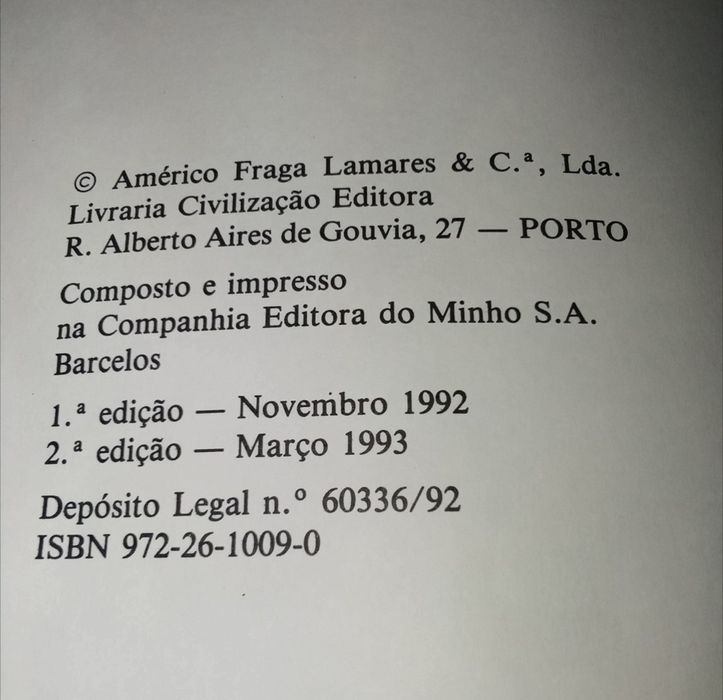 © Américo Fraga Lamares & C.ª, Lda.
Livraria Civilização Editora
R. Alberto Aires de Gouvia, 27 — PORTO
Composto e impresso
na Companhia Editora do Minho S.A.
Barcelos
1.ª edição — Novembro 1992
2.ª edição — Março 1993
Depósito Legal n.º 60336/92
ISBN 972-26-1009-0